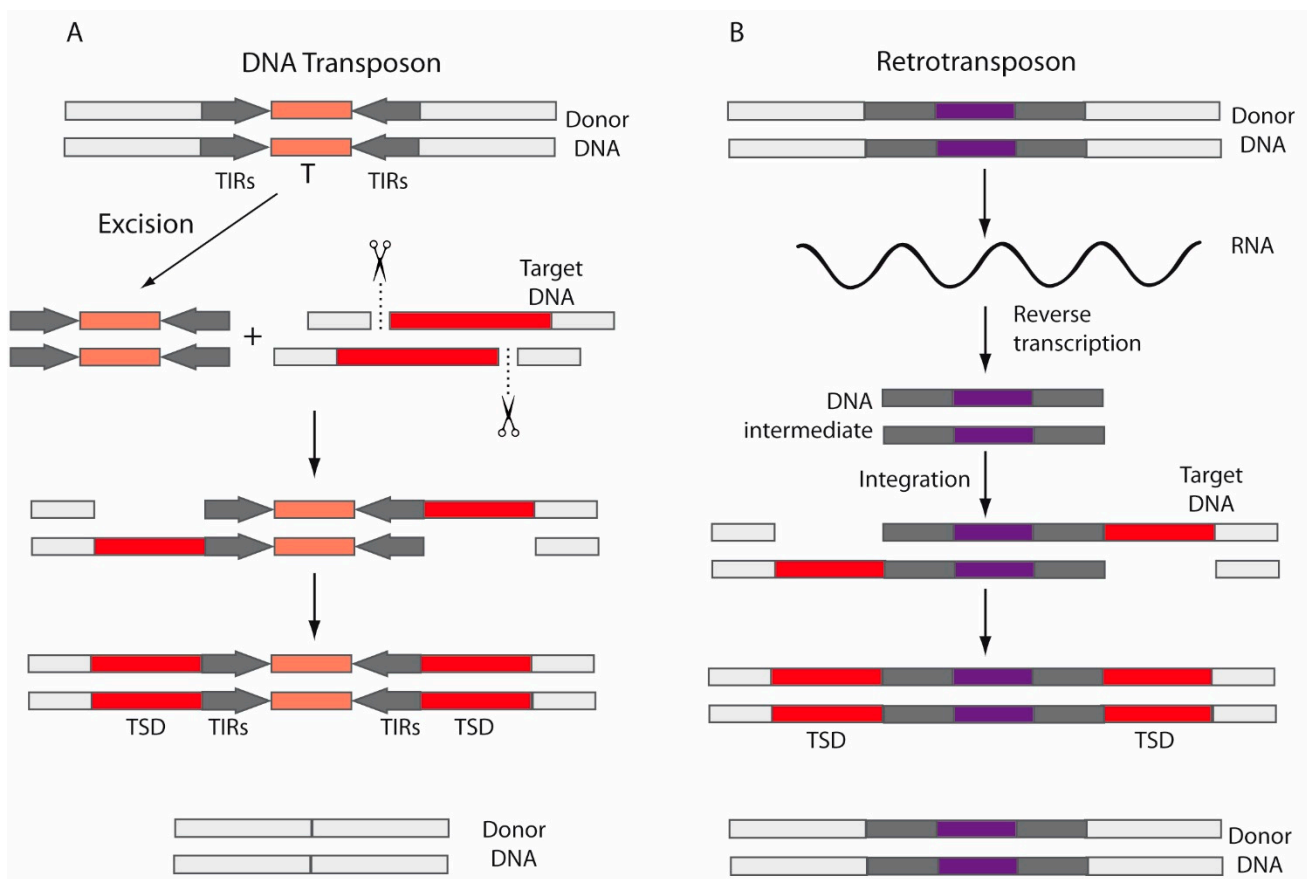 A
DNA Transposon
Donor
DNA
TIRs
T
TIRs
Excision
Target
DNA
+
TSD
TIRs
TIRs
TSD
Donor
DNA
B
Retrotransposon
Donor
DNA
RNA
Reverse
transcription
DNA
intermediate
Integration
Target
DNA
TSD
TSD
Donor
DNA